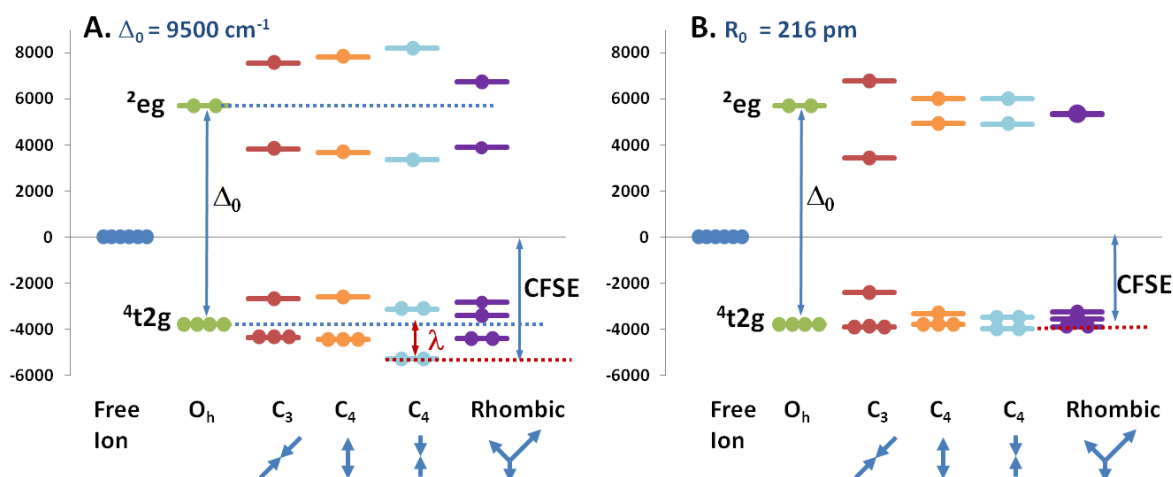 A. Δ₀ = 9500 cm⁻¹
8000
6000
4000
2000
0
-2000
-4000
-6000
²eg
Δ₀
⁴t2g
CFSE
λ
Free Ion
Oₕ
C₃
C₄
C₄
Rhombic
B. R₀ = 216 pm
8000
6000
4000
2000
0
-2000
-4000
-6000
²eg
Δ₀
⁴t2g
CFSE
Free Ion
Oₕ
C₃
C₄
C₄
Rhombic